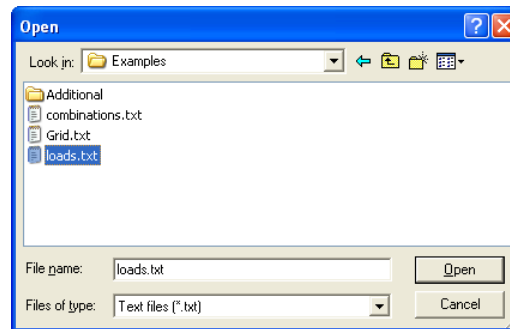 Open
Look in: Examples
Additional
combinations.txt
Grid.txt
loads.txt
File name: loads.txt Open
Files of type: Text files (*.txt) Cancel